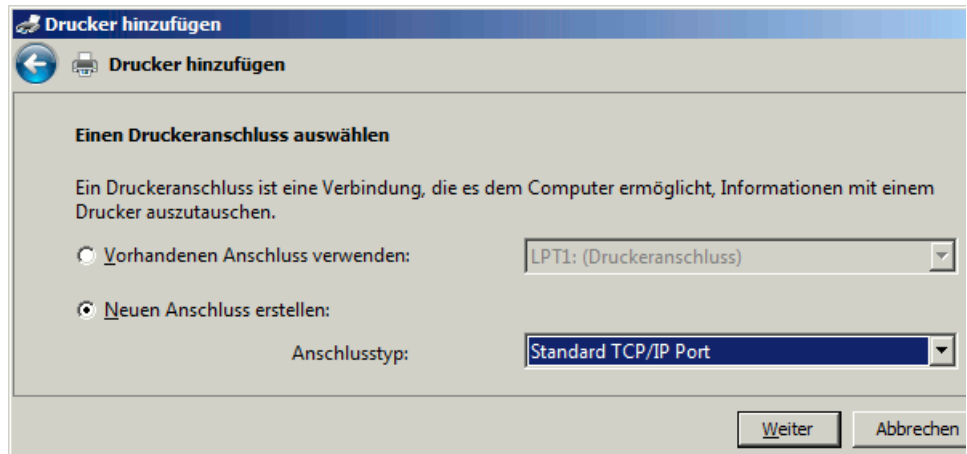 Drucker hinzufügen
Drucker hinzufügen
Einen Druckeranschluss auswählen
Ein Druckeranschluss ist eine Verbindung, die es dem Computer ermöglicht, Informationen mit einem
Drucker auszutauschen.
Vorhandenen Anschluss verwenden:
LPT1: (Druckeranschluss)
Neuen Anschluss erstellen:
Anschlusstyp:
Standard TCP/IP Port
Weiter
Abbrechen